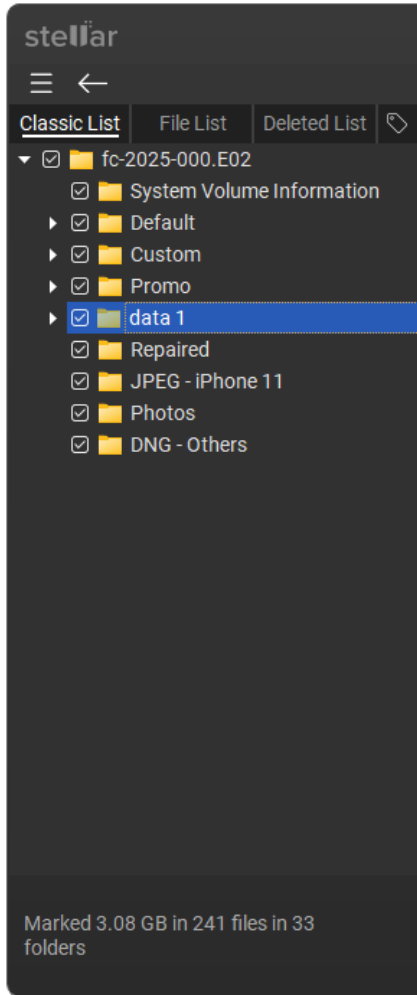 stellar
Classic List File List Deleted List
fc-2025-000.E02
System Volume Information
Default
Custom
Promo
data 1
Repaired
JPEG - iPhone 11
Photos
DNG - Others
Marked 3.08 GB in 241 files in 33
folders